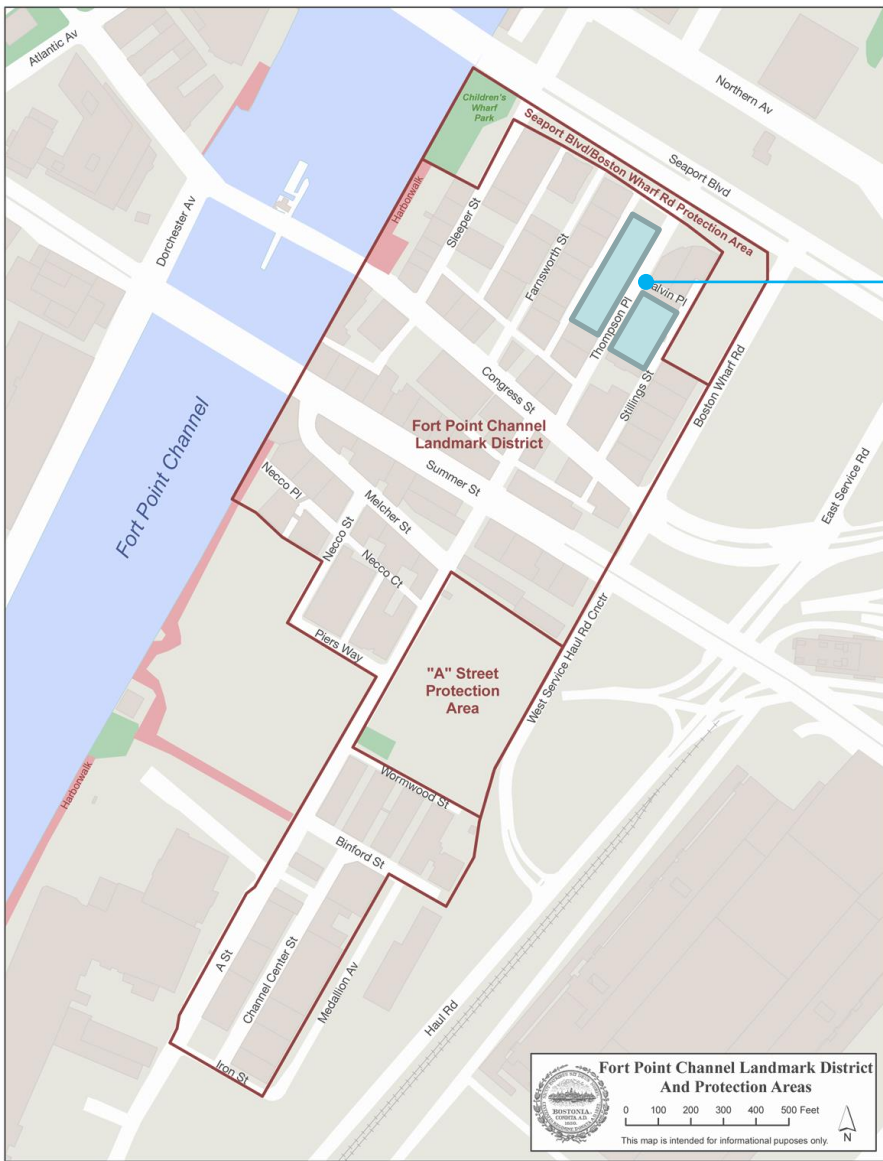 Atlantic Av
Northern Av
Children's
Wharf
Park
Seaport Blvd/Boston Wharf Rd Protection Area
Seaport Blvd
Dorchester Av
Harborwalk
Sleeper St
Farnsworth St
alvin Pl
Thompson Pl
Congress St
Stillings St
Boston Wharf Rd
Fort Point Channel
Landmark District
Fort Point Channel
Summer St
East Service Rd
Necco Pl
Melcher St
Necco St
Necco Ct
Piers Way
West Service Haul Rd Cnctr
"A" Street
Protection
Area
Harborwalk
Wormwood St
Binford St
A St
Channel Center St
Medallion Av
Haul Rd
Iron St
Fort Point Channel Landmark District
And Protection Areas
BOSTONIA.
CONDITA A.D.
1630.
0 100 200 300 400 500 Feet
N
This map is intended for informational puposes only.